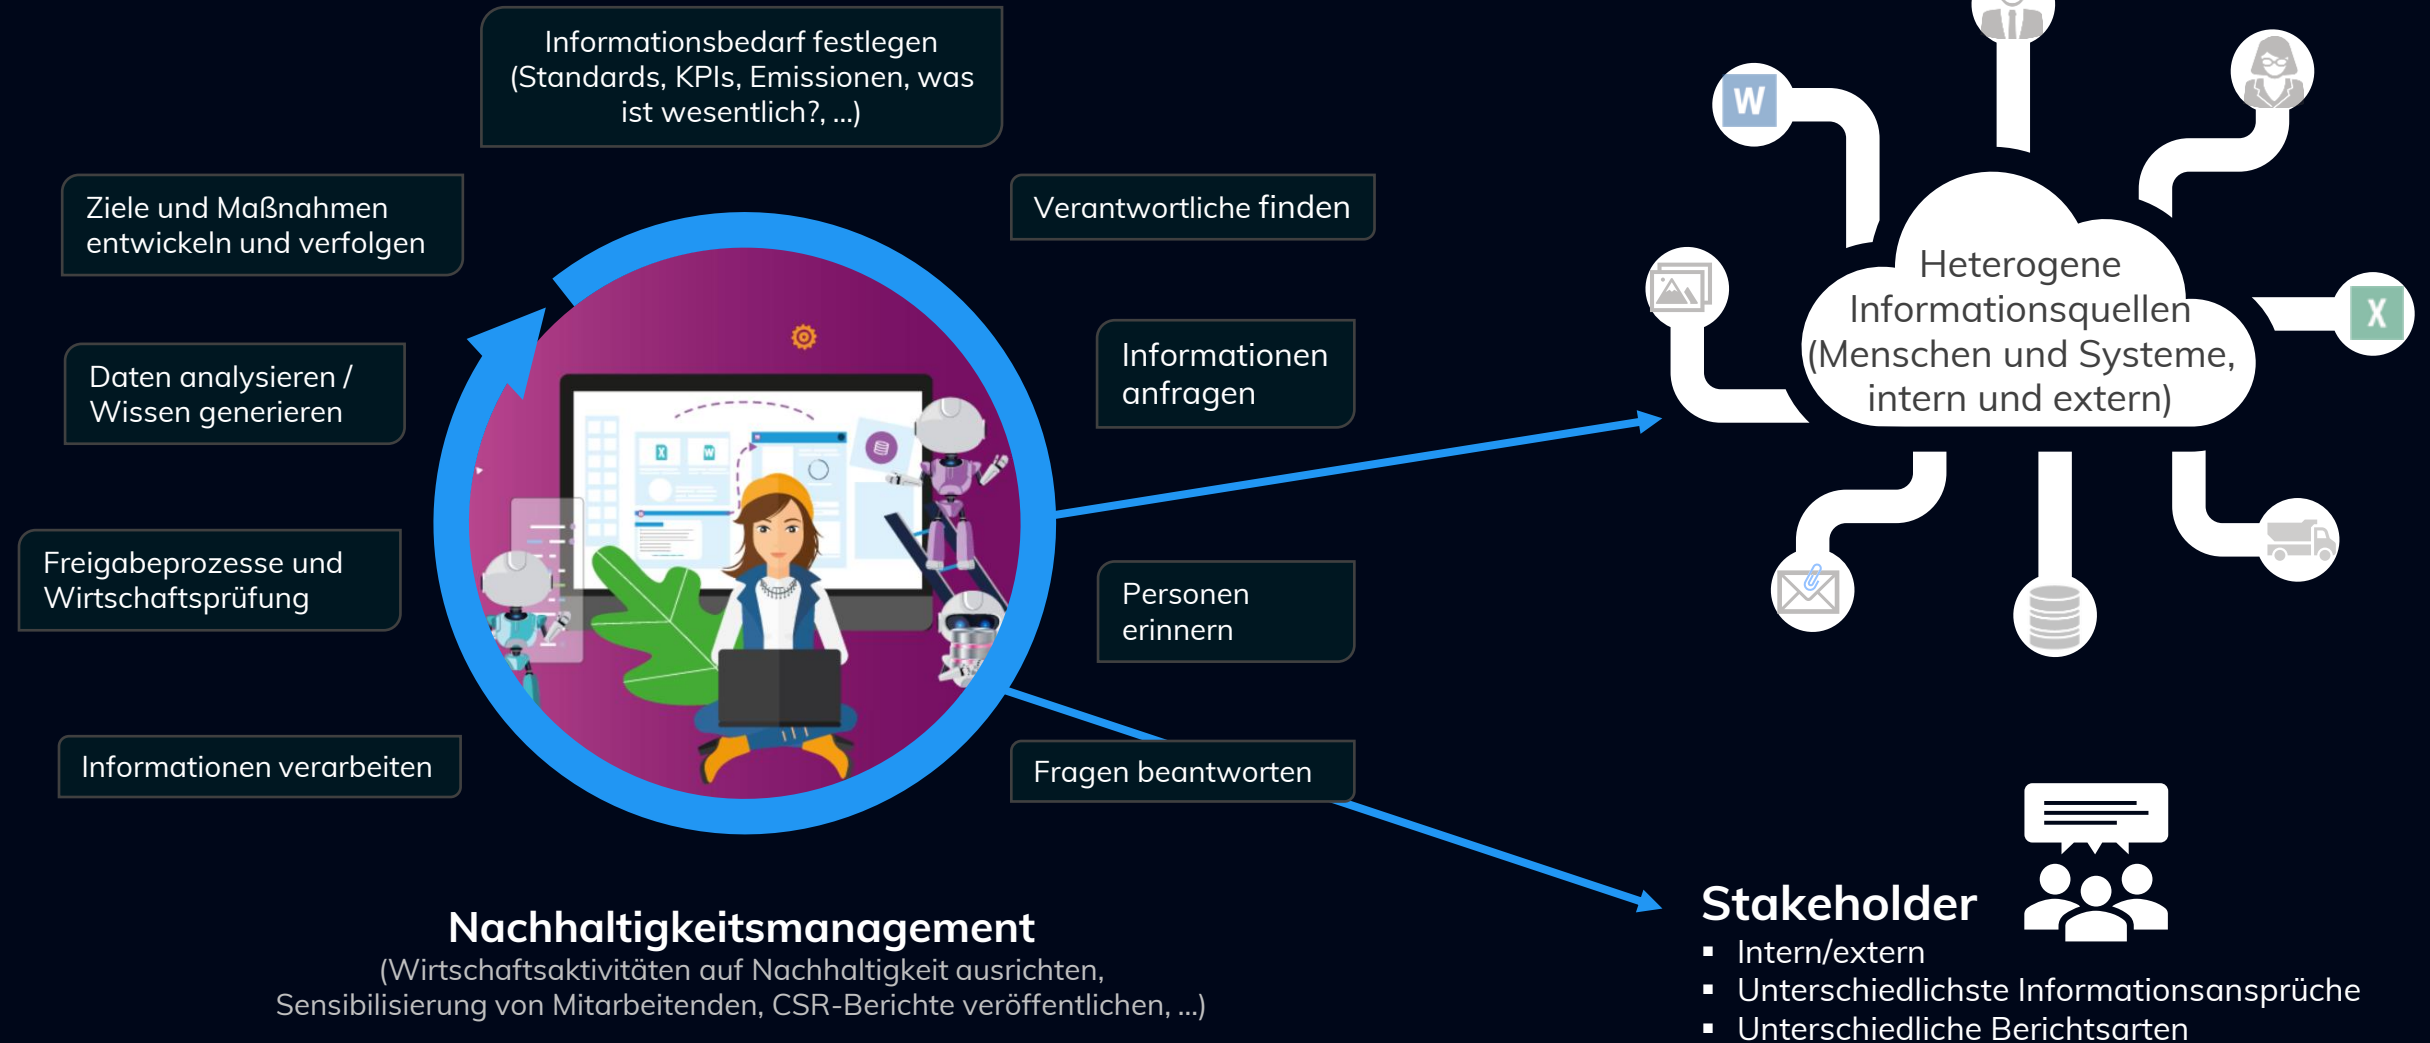 Informationsbedarf festlegen
(Standards, KPIs, Emissionen, was
ist wesentlich?, ...)
Verantwortliche finden
Informationen
anfragen
Personen
erinnern
Fragen beantworten
Informationen verarbeiten
Freigabeprozesse und
Wirtschaftsprüfung
Daten analysieren /
Wissen generieren
Ziele und Maßnahmen
entwickeln und verfolgen
X
W
Nachhaltigkeitsmanagement
(Wirtschaftsaktivitäten auf Nachhaltigkeit ausrichten,
Sensibilisierung von Mitarbeitenden, CSR-Berichte veröffentlichen, ...)
W
X
Heterogene
Informationsquellen
(Menschen und Systeme,
intern und extern)
Stakeholder
▪ Intern/extern
▪ Unterschiedlichste Informationsansprüche
▪ Unterschiedliche Berichtsarten